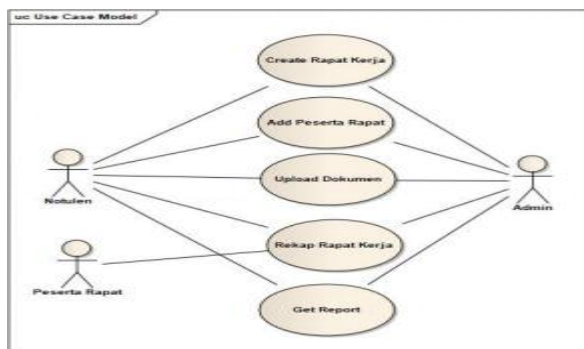 uc Use Case Model
Create Rapat Kerja
Add Peserta Rapat
Upload Dokumen
Notulen
Admin
Rekap Rapat Kerja
Peserta Rapat
Get Report